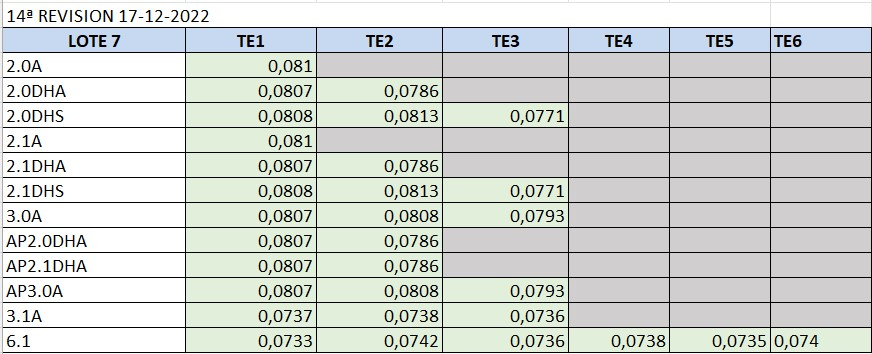 14ª REVISION 17-12-2022
LOTE 7 TE1 TE2 TE3 TE4 TE5 TE6
2.0A 0,081
2.0DHA 0,0807 0,0786
2.0DHS 0,0808 0,0813 0,0771
2.1A 0,081
2.1DHA 0,0807 0,0786
2.1DHS 0,0808 0,0813 0,0771
3.0A 0,0807 0,0808 0,0793
AP2.0DHA 0,0807 0,0786
AP2.1DHA 0,0807 0,0786
AP3.0A 0,0807 0,0808 0,0793
3.1A 0,0737 0,0738 0,0736
6.1 0,0733 0,0742 0,0736 0,0738 0,0735 0,074